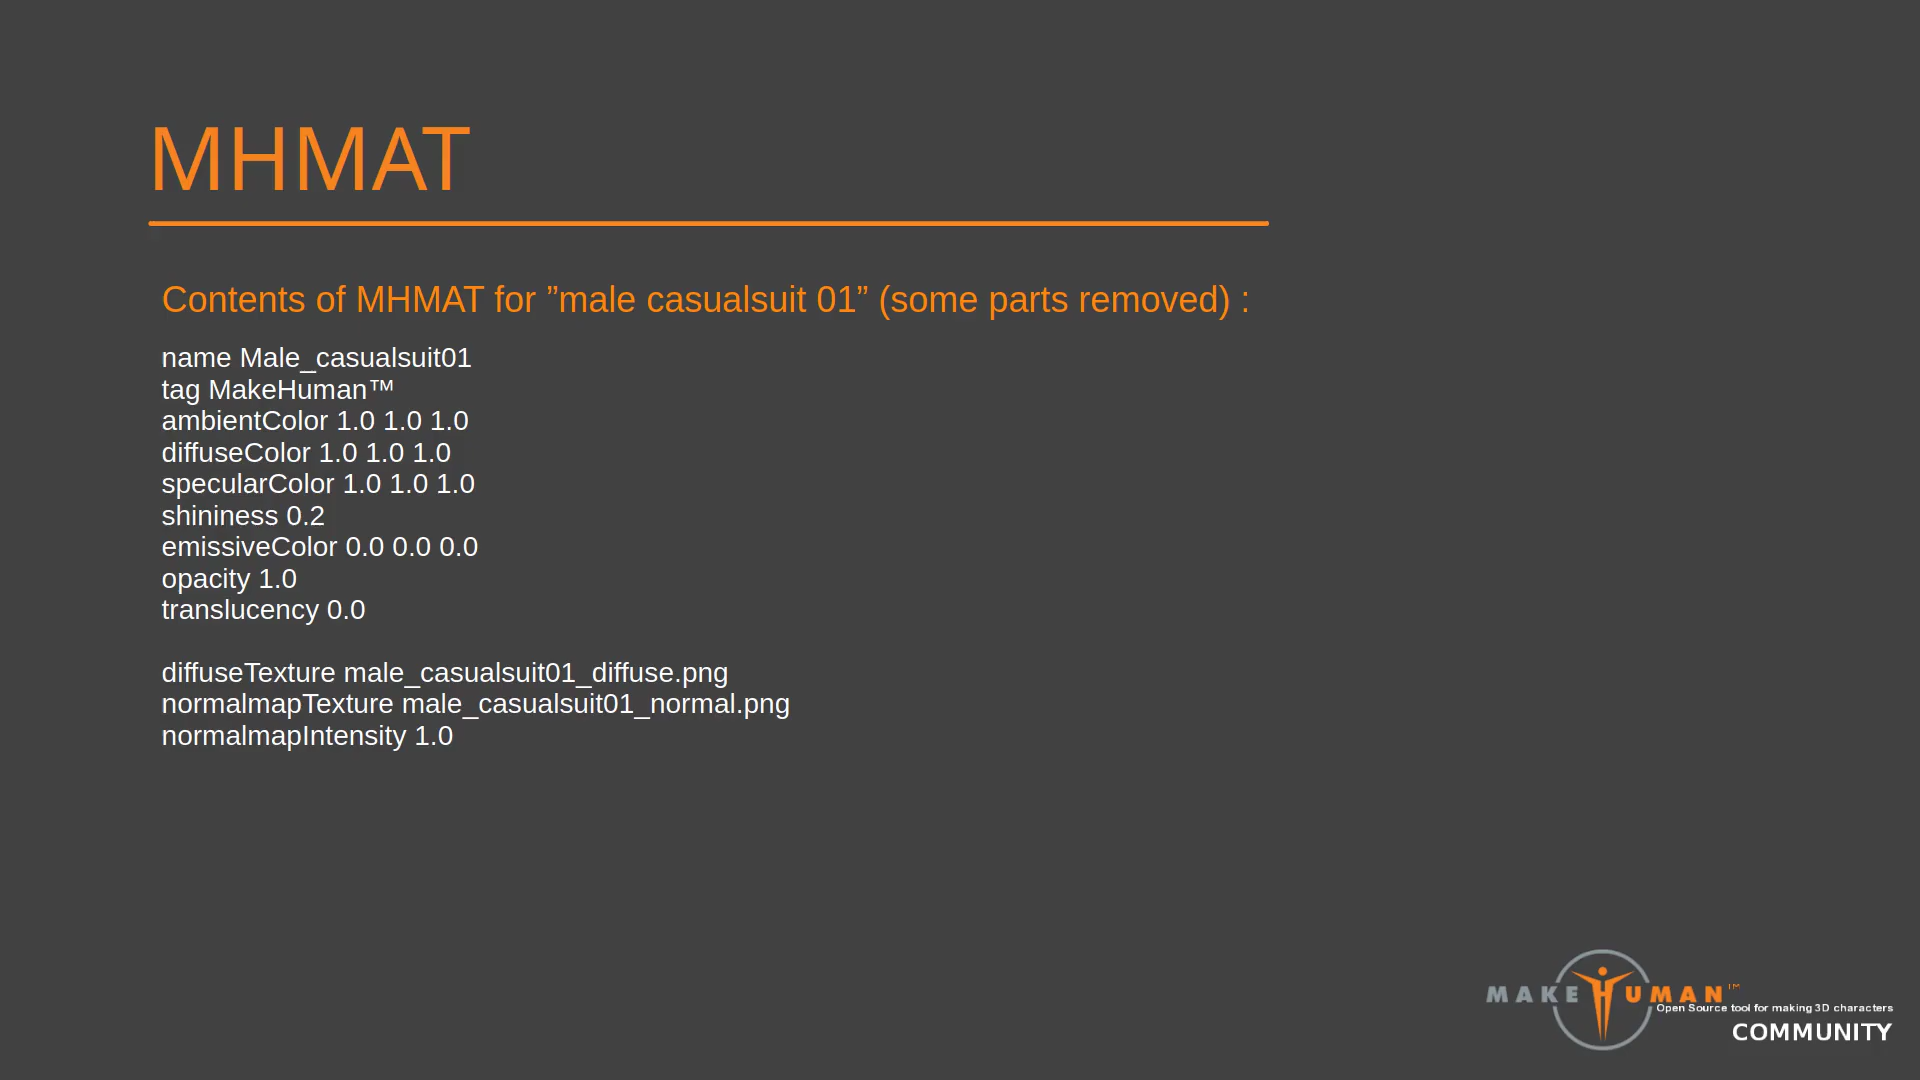 MHMAT
Contents of MHMAT for ”male casualsuit 01” (some parts removed) :
name Male_casualsuit01
tag MakeHuman™
ambientColor 1.0 1.0 1.0
diffuseColor 1.0 1.0 1.0
specularColor 1.0 1.0 1.0
shininess 0.2
emissiveColor 0.0 0.0 0.0
opacity 1.0
translucency 0.0
diffuseTexture male_casualsuit01_diffuse.png
normalmapTexture male_casualsuit01_normal.png
normalmapIntensity 1.0
MAKEHUMAN™
Open Source tool for making 3D characters
COMMUNITY